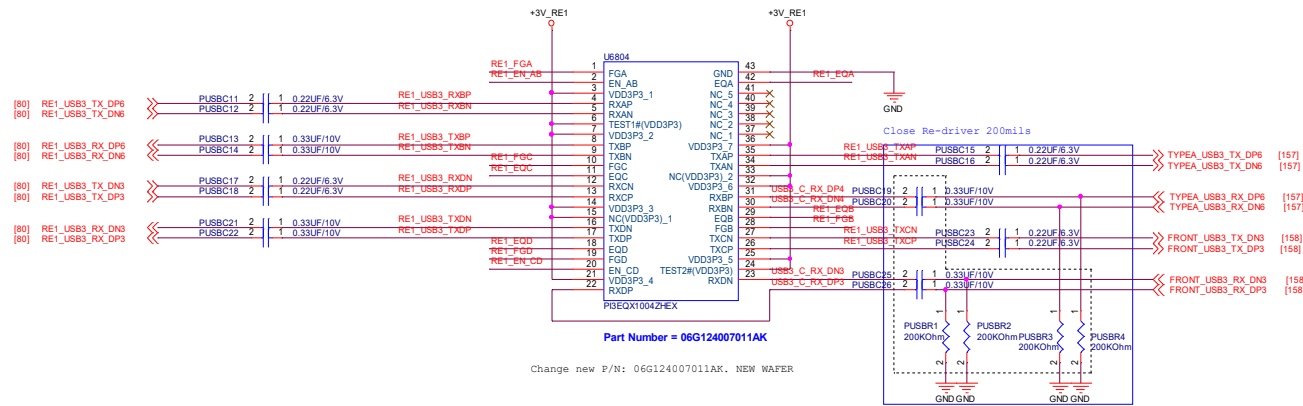 +3V_RE1
+3V_RE1
U6804
RE1_FGA 1 FGA
RE1_EN_AB 2 EN_AB
3 VDD3P3_1
[80] RE1_USB3_TX_DP6 PUSBC11 2 1 0.22UF/6.3V RE1_USB3_RXBP 4 RXAP
[80] RE1_USB3_TX_DN6 PUSBC12 2 1 0.22UF/6.3V RE1_USB3_RXBN 5 RXAN
6 TEST1#(VDD3P3)
7 VDD3P3_2
[80] RE1_USB3_RX_DP6 PUSBC13 2 1 0.33UF/10V RE1_USB3_TXBP 8 TXBP
[80] RE1_USB3_RX_DN6 PUSBC14 2 1 0.33UF/10V RE1_USB3_TXBN 9 TXBN
RE1_FGC 10 FGC
RE1_EQC 11 EQC
[80] RE1_USB3_TX_DN3 PUSBC17 2 1 0.22UF/6.3V RE1_USB3_RXDN 12 RXCN
[80] RE1_USB3_TX_DP3 PUSBC18 2 1 0.22UF/6.3V RE1_USB3_RXDP 13 RXCP
14 VDD3P3_3
15 NC(VDD3P3)_1
[80] RE1_USB3_RX_DN3 PUSBC21 2 1 0.33UF/10V RE1_USB3_TXDN 16 TXDN
[80] RE1_USB3_RX_DP3 PUSBC22 2 1 0.33UF/10V RE1_USB3_TXDP 17 TXDP
RE1_EQD 18 EQD
RE1_FGD 19 FGD
RE1_EN_CD 20 EN_CD
21 VDD3P3_4
22 RXDP
GND 43
EQA 42 RE1_EQA
NC_5 41
NC_4 40
NC_3 39
NC_2 38
NC_1 37
VDD3P3_7 36
TXAP 35 RE1_USB3_TXAP PUSBC15 2 1 0.22UF/6.3V TYPEA_USB3_TX_DP6 [157]
TXAN 34 RE1_USB3_TXAN PUSBC16 2 1 0.22UF/6.3V TYPEA_USB3_TX_DN6 [157]
NC(VDD3P3)_2 33
VDD3P3_6 32
RXBP 31 USB3_C_RX_DP4 PUSBC19 2 1 0.33UF/10V TYPEA_USB3_RX_DP6 [157]
RXBN 30 USB3_C_RX_DN4 PUSBC20 2 1 0.33UF/10V TYPEA_USB3_RX_DN6 [157]
EQB 29 RE1_EQB
FGB 28 RE1_FGB
TXCN 27 RE1_USB3_TXCN PUSBC23 2 1 0.22UF/6.3V FRONT_USB3_TX_DN3 [158]
TXCP 26 RE1_USB3_TXCP PUSBC24 2 1 0.22UF/6.3V FRONT_USB3_TX_DP3 [158]
VDD3P3_5 25
TEST2#(VDD3P3) 24
RXDN 23 USB3_C_RX_DN3 PUSBC25 2 1 0.33UF/10V FRONT_USB3_RX_DN3 [158
USB3_C_RX_DP3 PUSBC26 2 1 0.33UF/10V FRONT_USB3_RX_DP3 [158
GND
Close Re-driver 200mils
PI3EQX1004ZHEX
1 1 1 1
PUSBR1 PUSBR2 PUSBR3 PUSBR4
200KOhm 200KOhm 200KOhm 200KOhm
2 2 2 2
GND GND GND GND
Part Number = 06G124007011AK
Change new P/N: 06G124007011AK. NEW WAFER